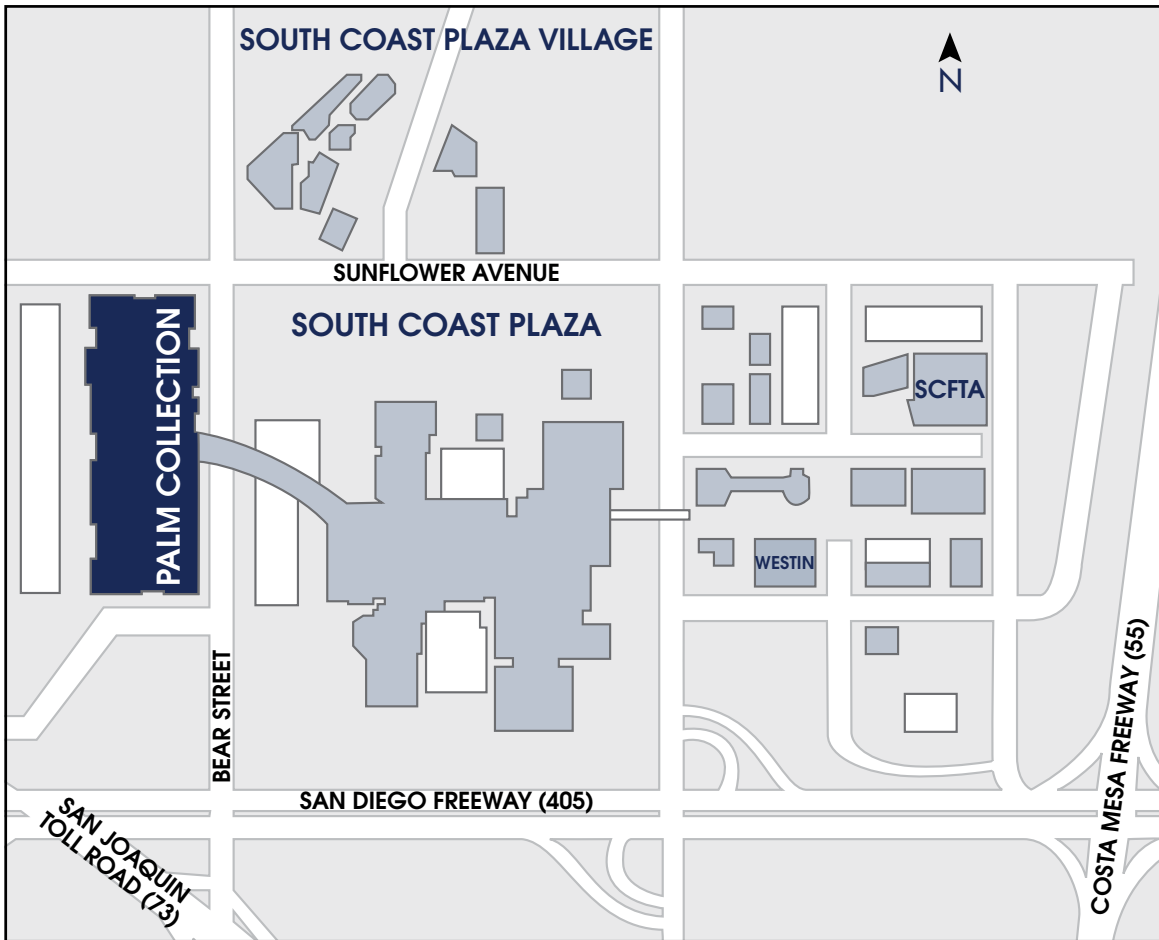 SOUTH COAST PLAZA VILLAGE
N
SUNFLOWER AVENUE
SOUTH COAST PLAZA
PALM COLLECTION
SCFTA
WESTIN
BEAR STREET
COSTA MESA FREEWAY (55)
SAN DIEGO FREEWAY (405)
SAN JOAQUIN
TOLL ROAD (73)